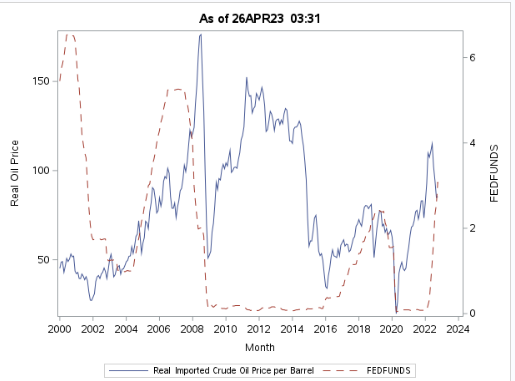 As of 26APR23 03:31
150
100
50
Real Oil Price
6
4
2
0
FEDFUNDS
2000 2002 2004 2006 2008 2010 2012 2014 2016 2018 2020 2022 2024
Month
Real Imported Crude Oil Price per Barrel FEDFUNDS